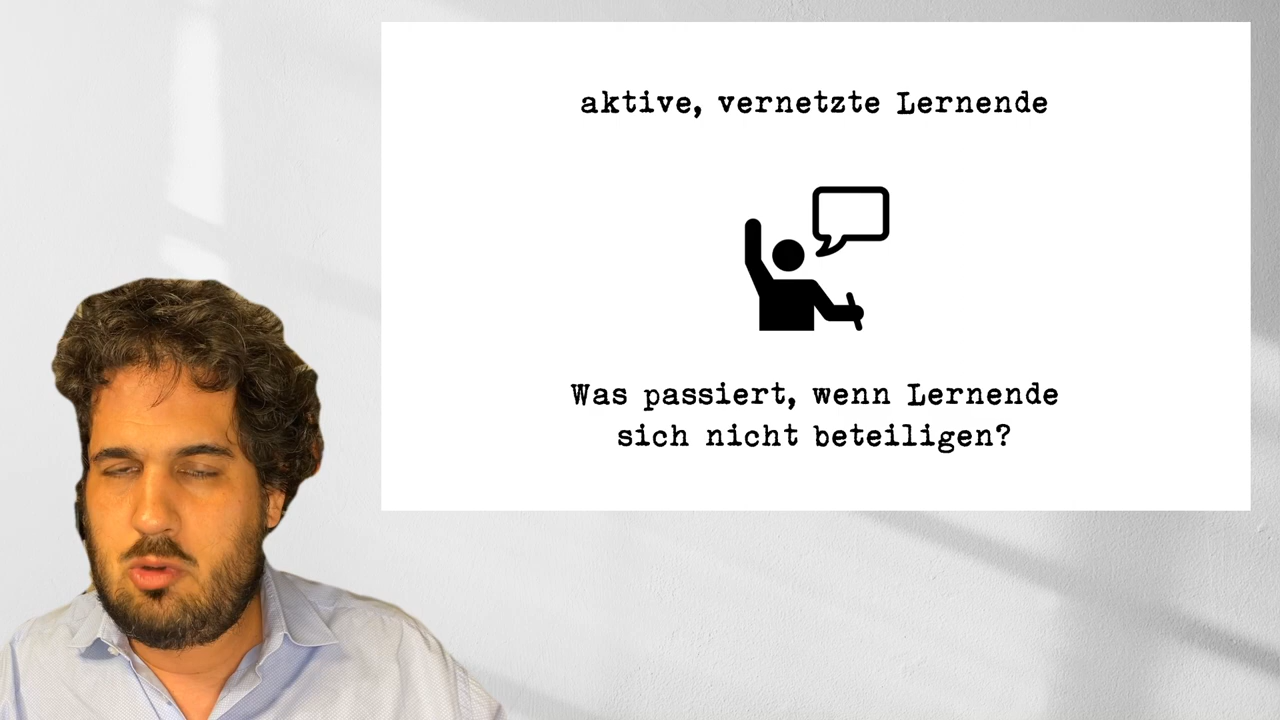 aktive, vernetzte Lernende
Was passiert, wenn Lernende
sich nicht beteiligen?